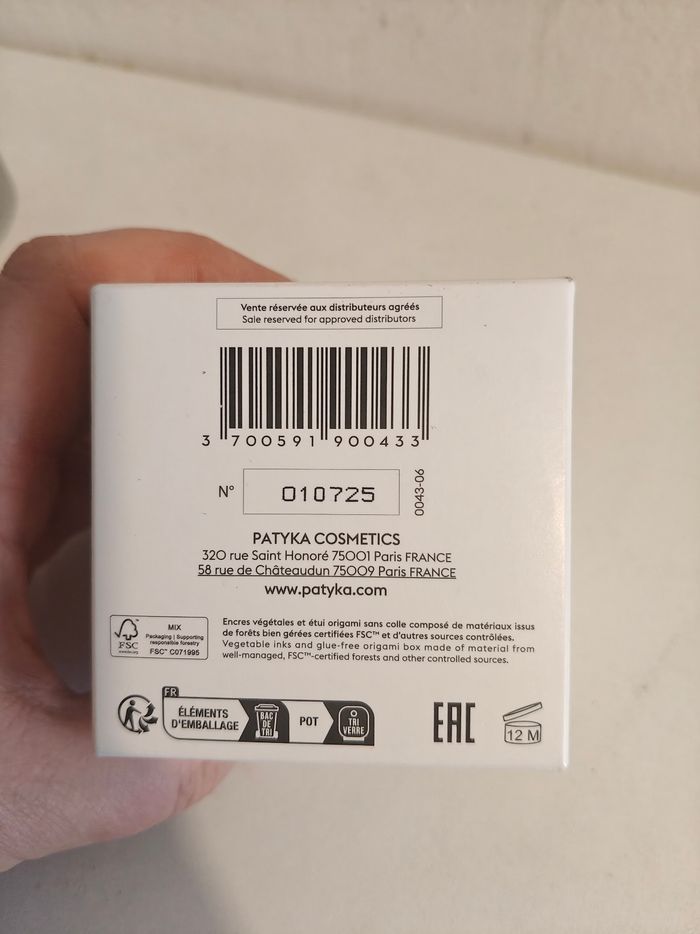 Vente réservée aux distributeurs agréés
Sale reserved for approved distributors
3 700591 900433
N° 010725
0043-06
PATYKA COSMETICS
320 rue Saint Honoré 75001 Paris FRANCE
58 rue de Châteaudun 75009 Paris FRANCE
www.patyka.com
FSC
MIX
Packaging | Supporting
responsible forestry
FSC™ C071995
Encres végétales et étui origami sans colle composé de matériaux issus
de forêts bien gérées certifiées FSC™ et d'autres sources contrôlées.
Vegetable inks and glue-free origami box made of material from
well-managed, FSC™-certified forests and other controlled sources.
FR
ÉLÉMENTS
D'EMBALLAGE
BAC
DE
TRI
POT
TRI
VERRE
EAC
12 M